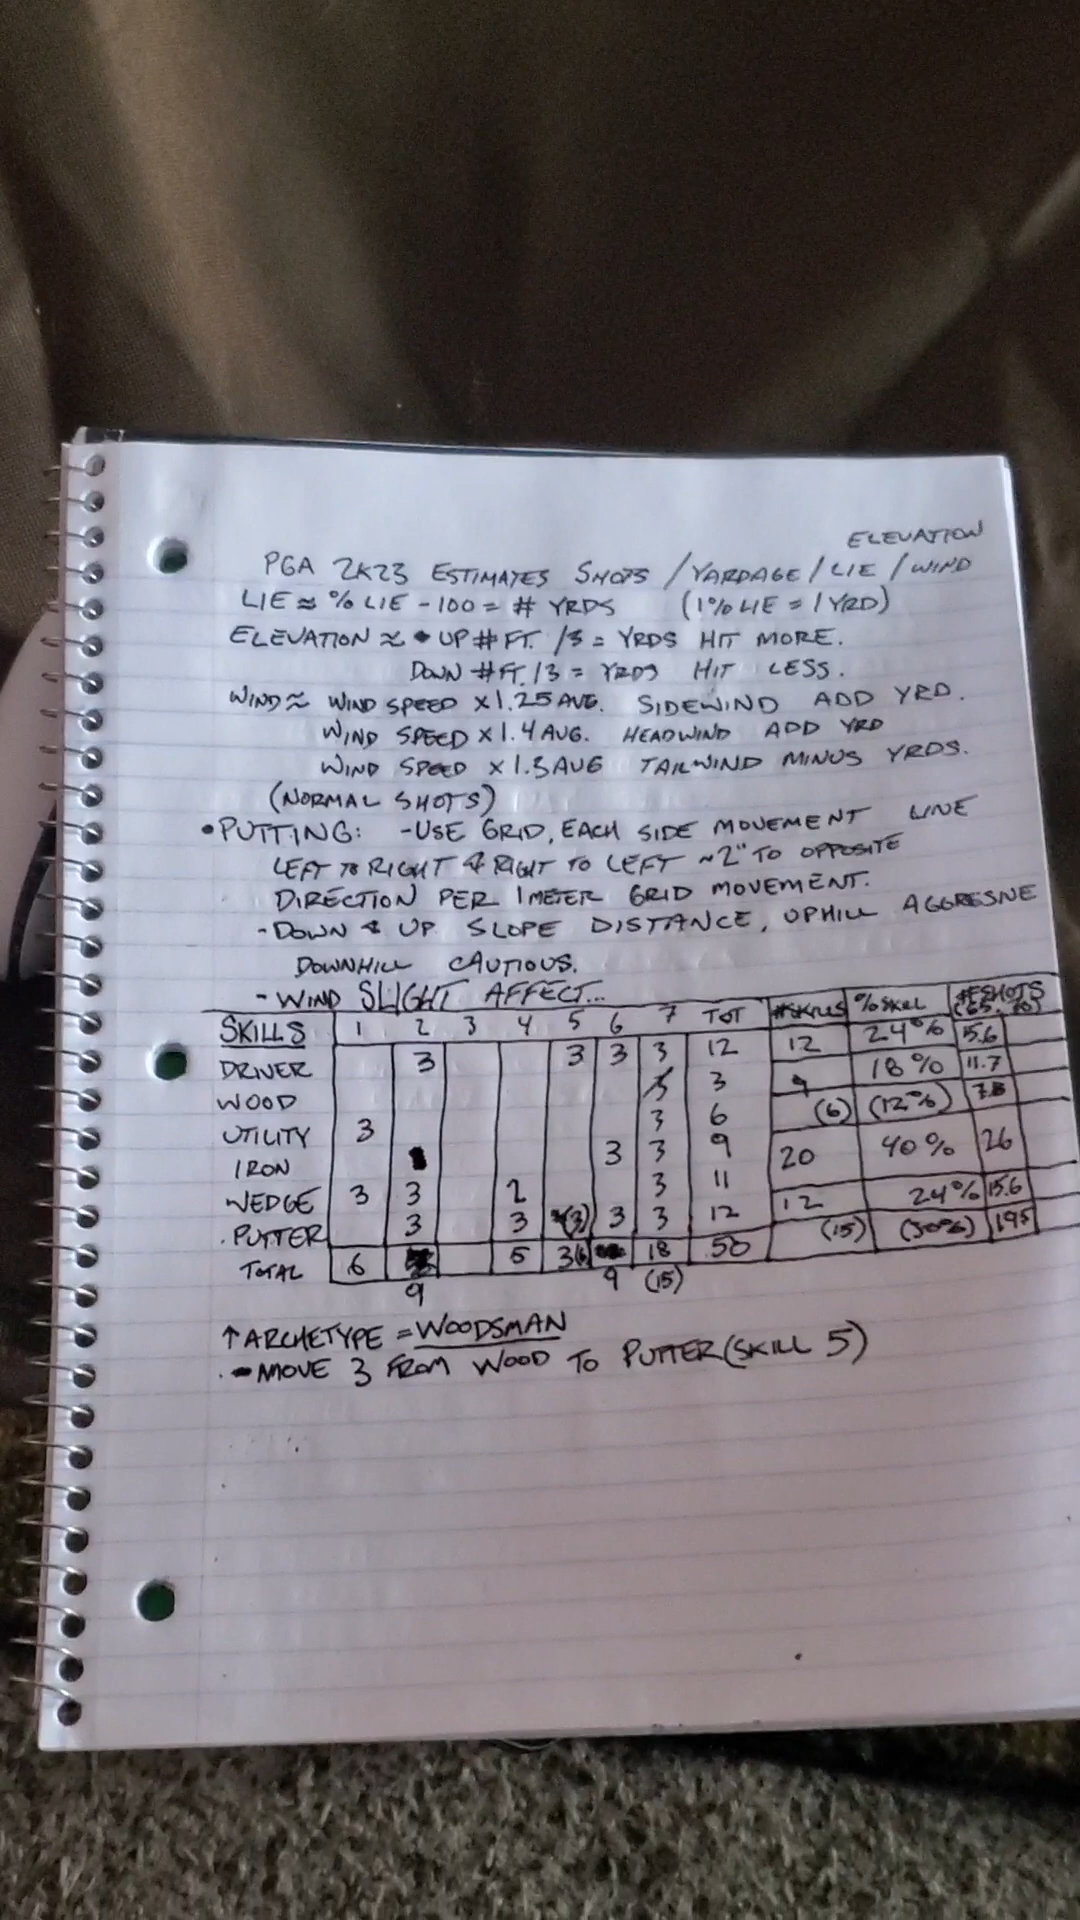 ELEVATION
PGA 2K23 ESTIMATES SHOTS / YARDAGE / LIE / WIND
LIE ≈ % LIE - 100 = # YRDS (1% LIE = 1 YRD)
ELEVATION ≈ UP # FT. /3 = YRDS HIT MORE.
DOWN # FT. /3 = YRDS HIT LESS.
WIND ≈ WIND SPEED X 1.25 AVG. SIDEWIND ADD YRD.
WIND SPEED X 1.4 AVG. HEADWIND ADD YRD
WIND SPEED X 1.3 AVG TAILWIND MINUS YRDS.
(NORMAL SHOTS)
• PUTTING: - USE GRID, EACH SIDE MOVEMENT LINE
LEFT TO RIGHT & RIGHT TO LEFT ~2" TO OPPOSITE
DIRECTION PER 1 METER GRID MOVEMENT.
- DOWN & UP SLOPE DISTANCE, UPHILL AGGRESIVE
DOWNHILL CAUTIOUS.
- WIND SLIGHT AFFECT...
SKILLS 1 2 3 4 5 6 7 TOT #SKILLS %SKILL #SHOTS
DRIVER 3 3 3 3 12 12 24% 15.6
WOOD 3 3 9 18% 11.7
UTILITY 3 3 6 (6) (12%)
IRON 3 3 9 20 40% 26
WEDGE 3 3 2 3 11
PUTTER 3 3 (3) 3 3 12 12 24% 15.6
TOTAL 6 5 18 50 (15) (30%) 195
9 9 (15)
↑ ARCHETYPE = WOODSMAN
- MOVE 3 FROM WOOD TO PUTTER (SKILL 5)